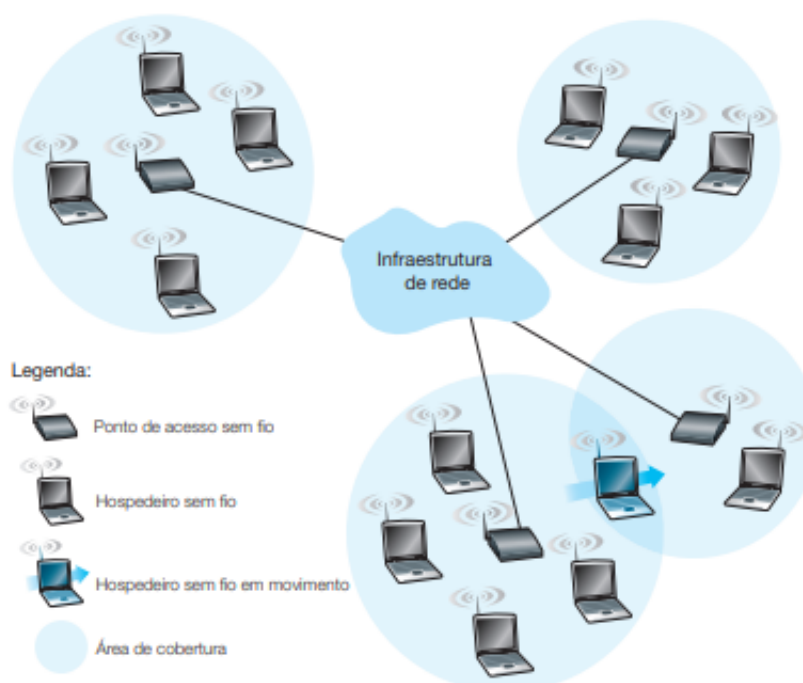 Infraestrutura
de rede
Legenda:
Ponto de acesso sem fio
Hospedeiro sem fio
Hospedeiro sem fio em movimento
Área de cobertura